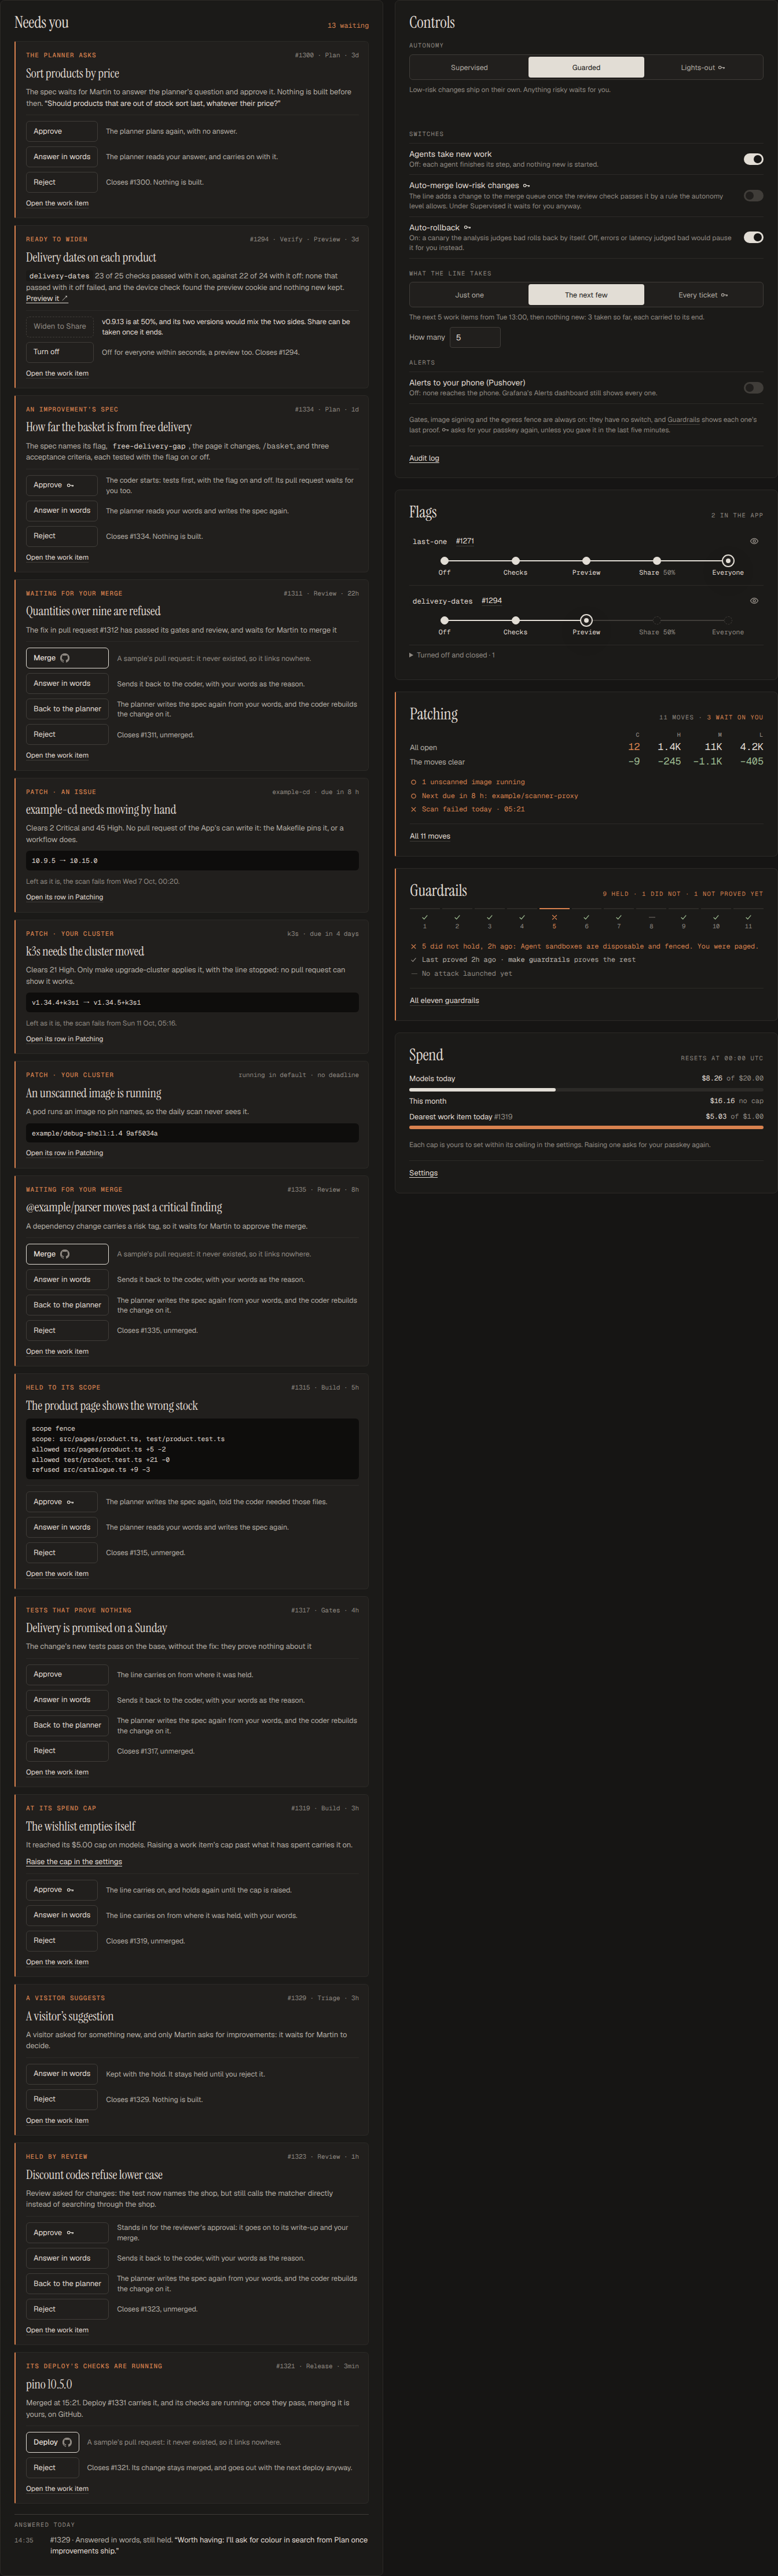 Needs you
13 waiting
THE PLANNER ASKS
#1300 · Plan · 3d
Sort products by price
The spec waits for Martin to answer the planner's question and approve it. Nothing is built before
then. “Should products that are out of stock sort last, whatever their price?”
Approve
The planner plans again, with no answer.
Answer in words
The planner reads your answer, and carries on with it.
Reject
Closes #1300. Nothing is built.
Open the work item
READY TO WIDEN
#1294 · Verify · Preview · 3d
Delivery dates on each product
delivery-dates 23 of 25 checks passed with it on, against 22 of 24 with it off: none that
passed with it off failed, and the device check found the preview cookie and nothing new kept.
Preview it ↗
Widen to Share
v0.9.13 is at 50%, and its two versions would mix the two sides. Share can be
taken once it ends.
Turn off
Off for everyone within seconds, a preview too. Closes #1294.
Open the work item
AN IMPROVEMENT'S SPEC
#1334 · Plan · 1d
How far the basket is from free delivery
The spec names its flag, free-delivery-gap, the page it changes, /basket, and three
acceptance criteria, each tested with the flag on or off.
Approve
The coder starts: tests first, with the flag on and off. Its pull request waits for
you too.
Answer in words
The planner reads your words and writes the spec again.
Reject
Closes #1334. Nothing is built.
Open the work item
WAITING FOR YOUR MERGE
#1311 · Review · 22h
Quantities over nine are refused
The fix in pull request #1312 has passed its gates and review, and waits for Martin to merge it
Merge
A sample's pull request: it never existed, so it links nowhere.
Answer in words
Sends it back to the coder, with your words as the reason.
Back to the planner
The planner writes the spec again from your words, and the coder rebuilds
the change on it.
Reject
Closes #1311, unmerged.
Open the work item
PATCH · AN ISSUE
example-cd · due in 8 h
example-cd needs moving by hand
Clears 2 Critical and 45 High. No pull request of the App's can write it: the Makefile pins it, or a
workflow does.
10.9.5 → 10.15.0
Left as it is, the scan fails from Wed 7 Oct, 00:20.
Open its row in Patching
PATCH · YOUR CLUSTER
k3s · due in 4 days
k3s needs the cluster moved
Clears 21 High. Only make upgrade-cluster applies it, with the line stopped: no pull request can
show it works.
v1.34.4+k3s1 → v1.34.5+k3s1
Left as it is, the scan fails from Sun 11 Oct, 05:16.
Open its row in Patching
PATCH · YOUR CLUSTER
running in default · no deadline
An unscanned image is running
A pod runs an image no pin names, so the daily scan never sees it.
example/debug-shell:1.4 9af5034a
Open its row in Patching
WAITING FOR YOUR MERGE
#1335 · Review · 8h
@example/parser moves past a critical finding
A dependency change carries a risk tag, so it waits for Martin to approve the merge.
Merge
A sample's pull request: it never existed, so it links nowhere.
Answer in words
Sends it back to the coder, with your words as the reason.
Back to the planner
The planner writes the spec again from your words, and the coder rebuilds
the change on it.
Reject
Closes #1335, unmerged.
Open the work item
HELD TO ITS SCOPE
#1315 · Build · 5h
The product page shows the wrong stock
scope fence
scope: src/pages/product.ts, test/product.test.ts
allowed src/pages/product.ts +5 −2
allowed test/product.test.ts +21 −0
refused src/catalogue.ts +9 −3
Approve
The planner writes the spec again, told the coder needed those files.
Answer in words
The planner reads your words and writes the spec again.
Reject
Closes #1315, unmerged.
Open the work item
TESTS THAT PROVE NOTHING
#1317 · Gates · 4h
Delivery is promised on a Sunday
The change's new tests pass on the base, without the fix: they prove nothing about it
Approve
The line carries on from where it was held.
Answer in words
Sends it back to the coder, with your words as the reason.
Back to the planner
The planner writes the spec again from your words, and the coder rebuilds
the change on it.
Reject
Closes #1317, unmerged.
Open the work item
AT ITS SPEND CAP
#1319 · Build · 3h
The wishlist empties itself
It reached its $5.00 cap on models. Raising a work item's cap past what it has spent carries it on.
Raise the cap in the settings
Approve
The line carries on, and holds again until the cap is raised.
Answer in words
The line carries on from where it was held, with your words.
Reject
Closes #1319, unmerged.
Open the work item
A VISITOR SUGGESTS
#1329 · Triage · 3h
A visitor's suggestion
A visitor asked for something new, and only Martin asks for improvements: it waits for Martin to
decide.
Answer in words
Kept with the hold. It stays held until you reject it.
Reject
Closes #1329. Nothing is built.
Open the work item
HELD BY REVIEW
#1323 · Review · 1h
Discount codes refuse lower case
Review asked for changes: the test now names the shop, but still calls the matcher directly
instead of searching through the shop.
Approve
Stands in for the reviewer's approval: it goes on to its write-up and your
merge.
Answer in words
Sends it back to the coder, with your words as the reason.
Back to the planner
The planner writes the spec again from your words, and the coder rebuilds
the change on it.
Reject
Closes #1323, unmerged.
Open the work item
ITS DEPLOY'S CHECKS ARE RUNNING
#1321 · Release · 3min
pino 10.5.0
Merged at 15:21. Deploy #1331 carries it, and its checks are running; once they pass, merging it is
yours, on GitHub.
Deploy
A sample's pull request: it never existed, so it links nowhere.
Reject
Closes #1321. Its change stays merged, and goes out with the next deploy anyway.
Open the work item
ANSWERED TODAY
14:35
#1329 · Answered in words, still held. “Worth having: I'll ask for colour in search from Plan once
improvements ship.”
Controls
AUTONOMY
Supervised
Guarded
Lights-out
Low-risk changes ship on their own. Anything risky waits for you.
SWITCHES
Agents take new work
Off: each agent finishes its step, and nothing new is started.
Auto-merge low-risk changes
The line adds a change to the merge queue once the review check passes it by a rule the autonomy
level allows. Under Supervised it waits for you anyway.
Auto-rollback
On: a canary the analysis judged bad rolls back by itself. Off, errors or latency judged bad would pause
it for you instead.
WHAT THE LINE TAKES
Just one
The next few
Every ticket
The next 5 work items from Tue 13:00, then nothing new: 3 taken so far, each carried to its end.
How many
5
ALERTS
Alerts to your phone (Pushover)
Off: none reaches the phone. Grafana's Alerts dashboard still shows every one.
Gates, image signing and the egress fence are always on: they have no switch, and Guardrails shows each one's
last proof. asks for your passkey again, unless you gave it in the last five minutes.
Audit log
Flags
2 IN THE APP
last-one #1271
Off
Checks
Preview
Share 50%
Everyone
delivery-dates #1294
Off
Checks
Preview
Share 50%
Everyone
▸ Turned off and closed · 1
Patching
11 MOVES · 3 WAIT ON YOU
C H M L
All open 12 1.4K 11K 4.2K
The moves clear −9 −245 −1.1K −405
1 unscanned image running
Next due in 8 h: example/scanner-proxy
Scan failed today · 05:21
All 11 moves
Guardrails
9 HELD · 1 DID NOT · 1 NOT PROVED YET
1 2 3 4 5 6 7 8 9 10 11
5 did not hold, 2h ago: Agent sandboxes are disposable and fenced. You were paged.
Last proved 2h ago · make guardrails proves the rest
No attack launched yet
All eleven guardrails
Spend
RESETS AT 00:00 UTC
Models today
$8.26 of $20.00
This month
$16.16 no cap
Dearest work item today #1319
$5.03 of $1.00
Each cap is yours to set within its ceiling in the settings. Raising one asks for your passkey again.
Settings